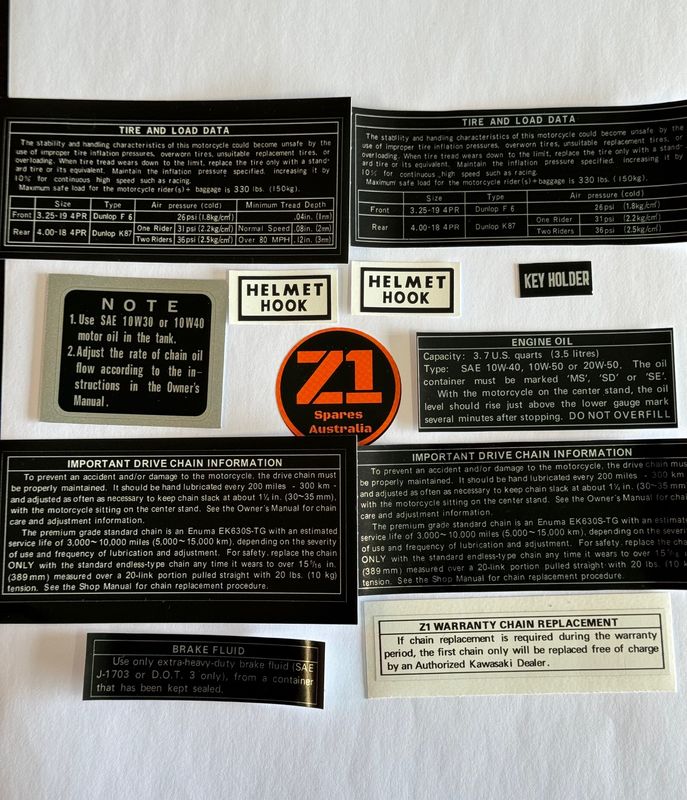 TIRE AND LOAD DATA
The stability and handling characteristics of this motorcycle could become unsafe by the
use of improper tire inflation pressures, overworn tires, unsuitable replacement tires, or
overloading. When tire tread wears down to the limit, replace the tire only with a stand-
ard tire or its equivalent. Maintain the inflation pressure specified, increasing it by
10% for continuous high speed such as racing.
Maximum safe load for the motorcycle rider(s) + baggage is 330 lbs. (150kg).
Size Type Air pressure (cold) Minimum Tread Depth
Front 3.25-19 4PR Dunlop F 6 26psi (1.8kg/cm²) .04in. (1mm)
Rear 4.00-18 4PR Dunlop K87 One Rider 31psi (2.2kg/cm²) Normal Speed .08in. (2mm)
Two Riders 36psi (2.5kg/cm²) Over 80 MPH .12in. (3mm)
TIRE AND LOAD DATA
The stability and handling characteristics of this motorcycle could become unsafe by the
use of improper tire inflation pressures, overworn tires, unsuitable replacement tires, or
overloading. When tire tread wears down to the limit, replace the tire only with a stand-
ard tire or its equivalent. Maintain the inflation pressure specified, increasing it by
10% for continuous high speed such as racing.
Maximum safe load for the motorcycle rider(s) + baggage is 330 lbs. (150kg).
Size Type Air pressure (cold)
Front 3.25-19 4PR Dunlop F 6 26psi (1.8kg/cm²)
Rear 4.00-18 4PR Dunlop K87 One Rider 31psi (2.2kg/cm²)
Two Riders 36psi (2.5kg/cm²)
HELMET
HOOK
HELMET
HOOK
KEY HOLDER
NOTE
1. Use SAE 10W30 or 10W40
motor oil in the tank.
2. Adjust the rate of chain oil
flow according to the in-
structions in the Owner's
Manual.
Z1
Spares
Australia
ENGINE OIL
Capacity: 3.7 U.S. quarts (3.5 litres)
Type: SAE 10W-40, 10W-50 or 20W-50. The oil
container must be marked 'MS', 'SD' or 'SE'.
With the motorcycle on the center stand, the oil
level should rise just above the lower gauge mark
several minutes after stopping. DO NOT OVERFILL
IMPORTANT DRIVE CHAIN INFORMATION
To prevent an accident and/or damage to the motorcycle, the drive chain must
be properly maintained. It should be hand lubricated every 200 miles - 300 km -
and adjusted as often as necessary to keep chain slack at about 1¼ in. (30~35 mm),
with the motorcycle sitting on the center stand. See the Owner's Manual for chain
care and adjustment information.
The premium grade standard chain is an Enuma EK630S-TG with an estimated
service life of 3,000~10,000 miles (5,000~15,000 km), depending on the severity
of use and frequency of lubrication and adjustment. For safety, replace the chain
ONLY with the standard endless-type chain any time it wears to over 15 5/16 in.
(389 mm) measured over a 20-link portion pulled straight with 20 lbs. (10 kg)
tension. See the Shop Manual for chain replacement procedure.
IMPORTANT DRIVE CHAIN INFORMATION
To prevent an accident and/or damage to the motorcycle, the drive chain mus
be properly maintained. It should be hand lubricated every 200 miles - 300 km
and adjusted as often as necessary to keep chain slack at about 1¼ in. (30~35 mm
with the motorcycle sitting on the center stand. See the Owner's Manual for chai
care and adjustment information.
The premium grade standard chain is an Enuma EK630S-TG with an estimate
service life of 3,000~10,000 miles (5,000~15,000 km), depending on the severi
of use and frequency of lubrication and adjustment. For safety, replace the cha
ONLY with the standard endless-type chain any time it wears to over 15 5/16
(389 mm) measured over a 20-link portion pulled straight with 20 lbs. (10 k
tension. See the Shop Manual for chain replacement procedure.
BRAKE FLUID
Use only extra-heavy-duty brake fluid (SAE
J-1703 or D.O.T. 3 only), from a container
that has been kept sealed.
Z1 WARRANTY CHAIN REPLACEMENT
If chain replacement is required during the warranty
period, the first chain only will be replaced free of charge
by an Authorized Kawasaki Dealer.